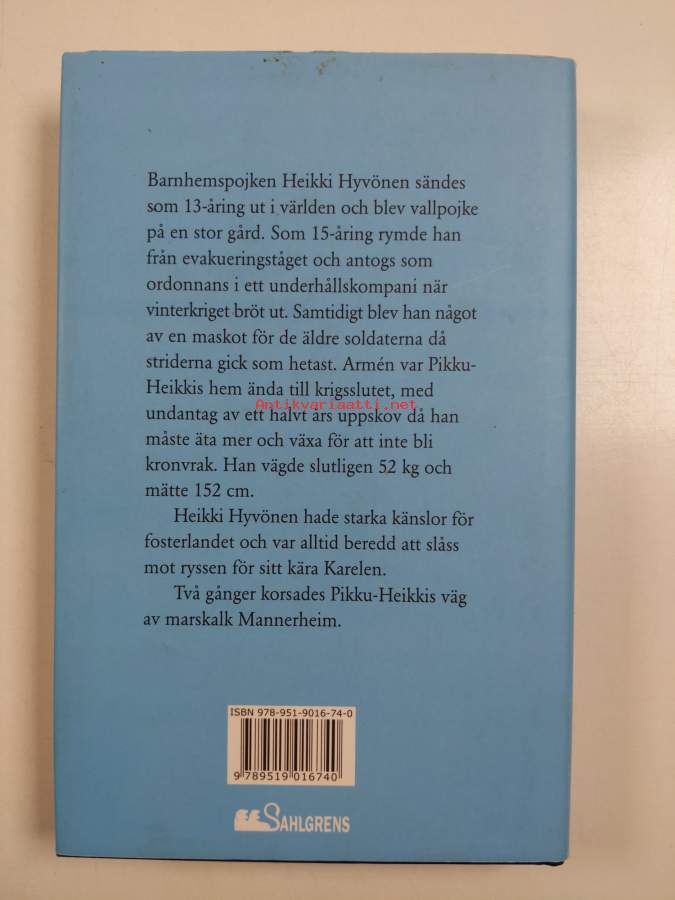 Barnhemspojken Heikki Hyvönen sändes
som 13-åring ut i världen och blev vallpojke
på en stor gård. Som 15-åring rymde han
från evakueringståget och antogs som
ordonnans i ett underhållskompani när
vinterkriget bröt ut. Samtidigt blev han något
av en maskot för de äldre soldaterna då
striderna gick som hetast. Armén var Pikku-
Heikkis hem ända till krigsslutet, med
Antikvariaatti.net
undantag av ett halvt års uppskov då han
måste äta mer och växa för att inte bli
kronvrak. Han vägde slutligen 52 kg och
mätte 152 cm.
Heikki Hyvönen hade starka känslor för
fosterlandet och var alltid beredd att slåss
mot ryssen för sitt kära Karelen.
Två gånger korsades Pikku-Heikkis väg
av marskalk Mannerheim.
ISBN 978-951-9016-74-0
9 789519 016740
SAHLGRENS